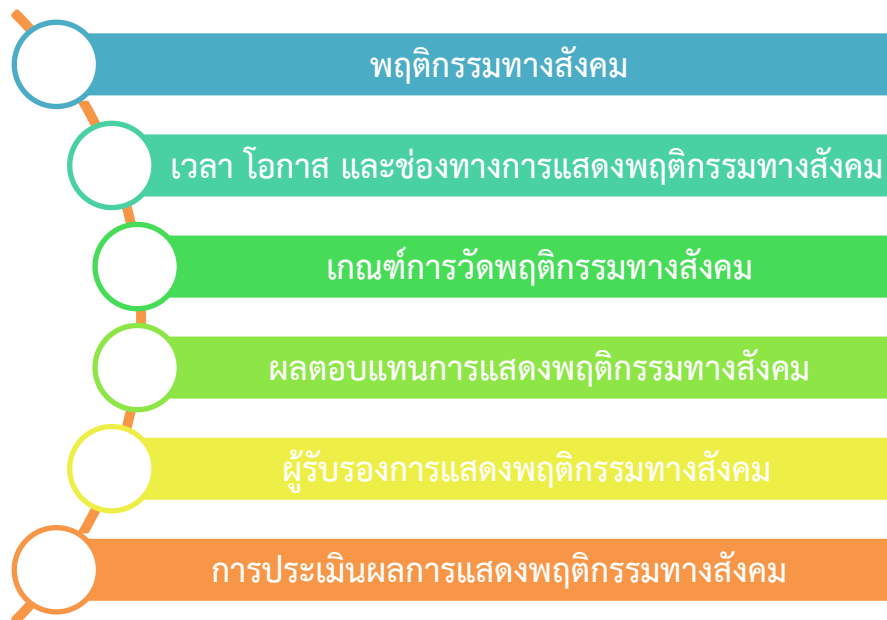 พฤติกรรมทางสังคม
เวลา โอกาส และช่องทางการแสดงพฤติกรรมทางสังคม
เกณฑ์การวัดพฤติกรรมทางสังคม
ผลตอบแทนการแสดงพฤติกรรมทางสังคม
ผู้รับรองการแสดงพฤติกรรมทางสังคม
การประเมินผลการแสดงพฤติกรรมทางสังคม